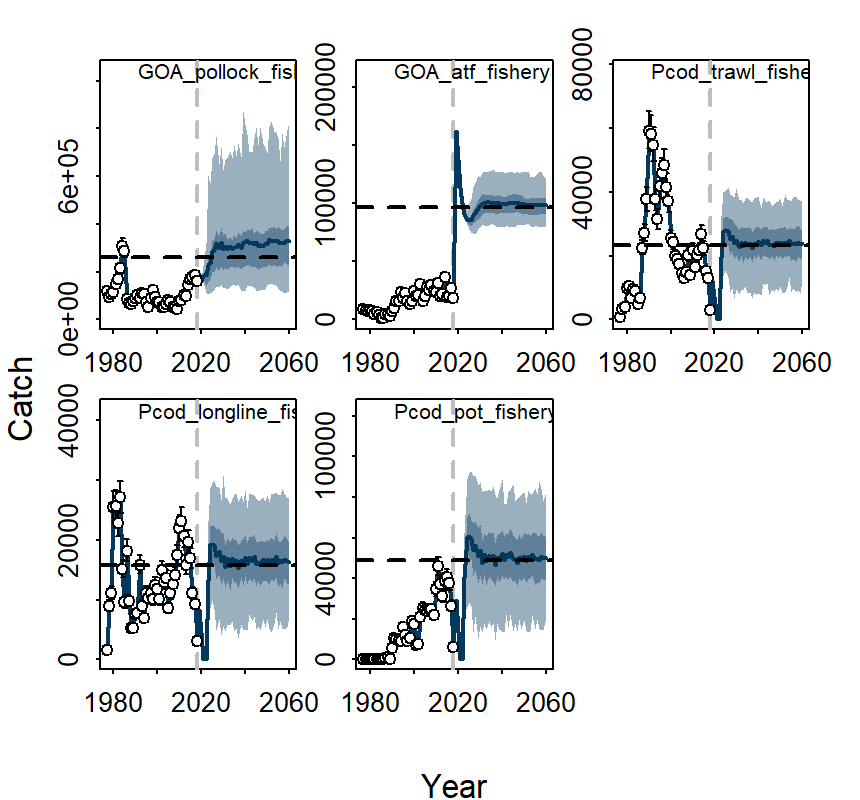 GOA_pollock_fis
GOA_atf_fishery
Pcod_trawl_fishe
0e+00 6e+05
0 100000 200000
0 40000 80000
1980 2020 2060
1980 2020 2060
1980 2020 2060
Catch
Pcod_longline_fis
Pcod_pot_fishery
0 20000 40000
0 40000 100000
1980 2020 2060
1980 2020 2060
Year